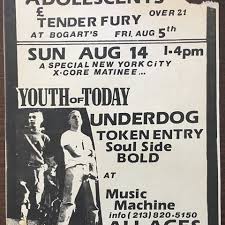 ADOLESCENTS
£ OVER 21
TENDER FURY
AT BOGART'S FRI, AUG 5th
SUN AUG 14 1-4pm
A SPECIAL NEW YORK CITY
X-CORE MATINEE...
YOUTH OF TODAY
UNDERDOG
TOKEN ENTRY
Soul Side
BOLD
AT
Music
Machine
info (213) 820-5150
ALL AGES